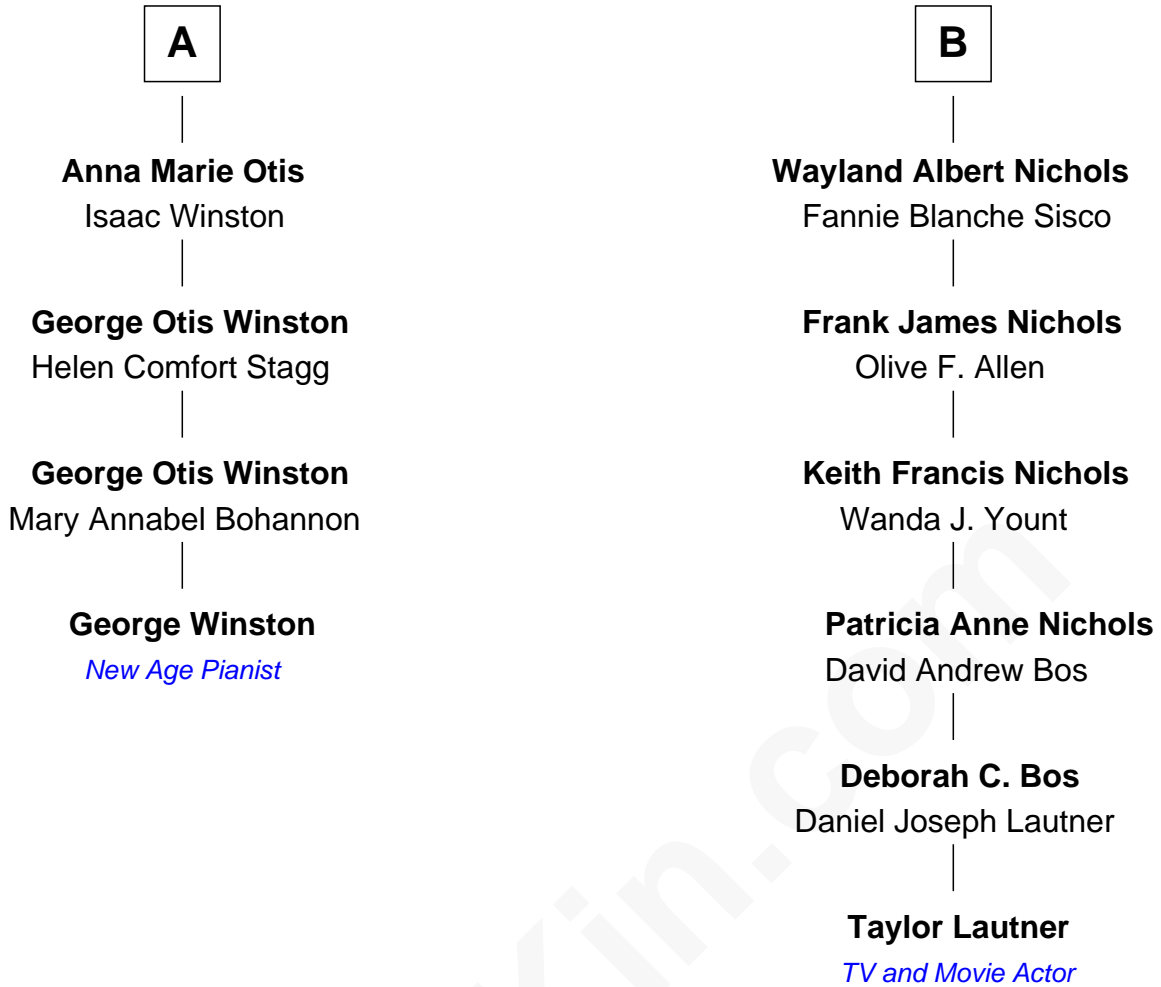 A
Anna Marie Otis
Isaac Winston
George Otis Winston
Helen Comfort Stagg
George Otis Winston
Mary Annabel Bohannon
George Winston
New Age Pianist
B
Wayland Albert Nichols
Fannie Blanche Sisco
Frank James Nichols
Olive F. Allen
Keith Francis Nichols
Wanda J. Yount
Patricia Anne Nichols
David Andrew Bos
Deborah C. Bos
Daniel Joseph Lautner
Taylor Lautner
TV and Movie Actor
Kin.com